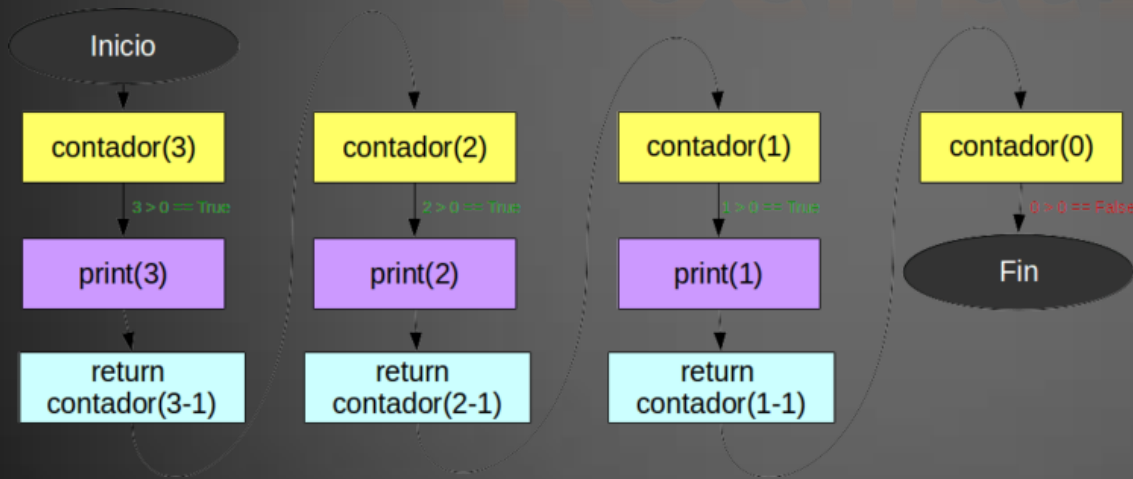 Inicio
contador(3)
3 > 0 == True
print(3)
return
contador(3-1)
contador(2)
2 > 0 == True
print(2)
return
contador(2-1)
contador(1)
1 > 0 == True
print(1)
return
contador(1-1)
contador(0)
0 > 0 == False
Fin